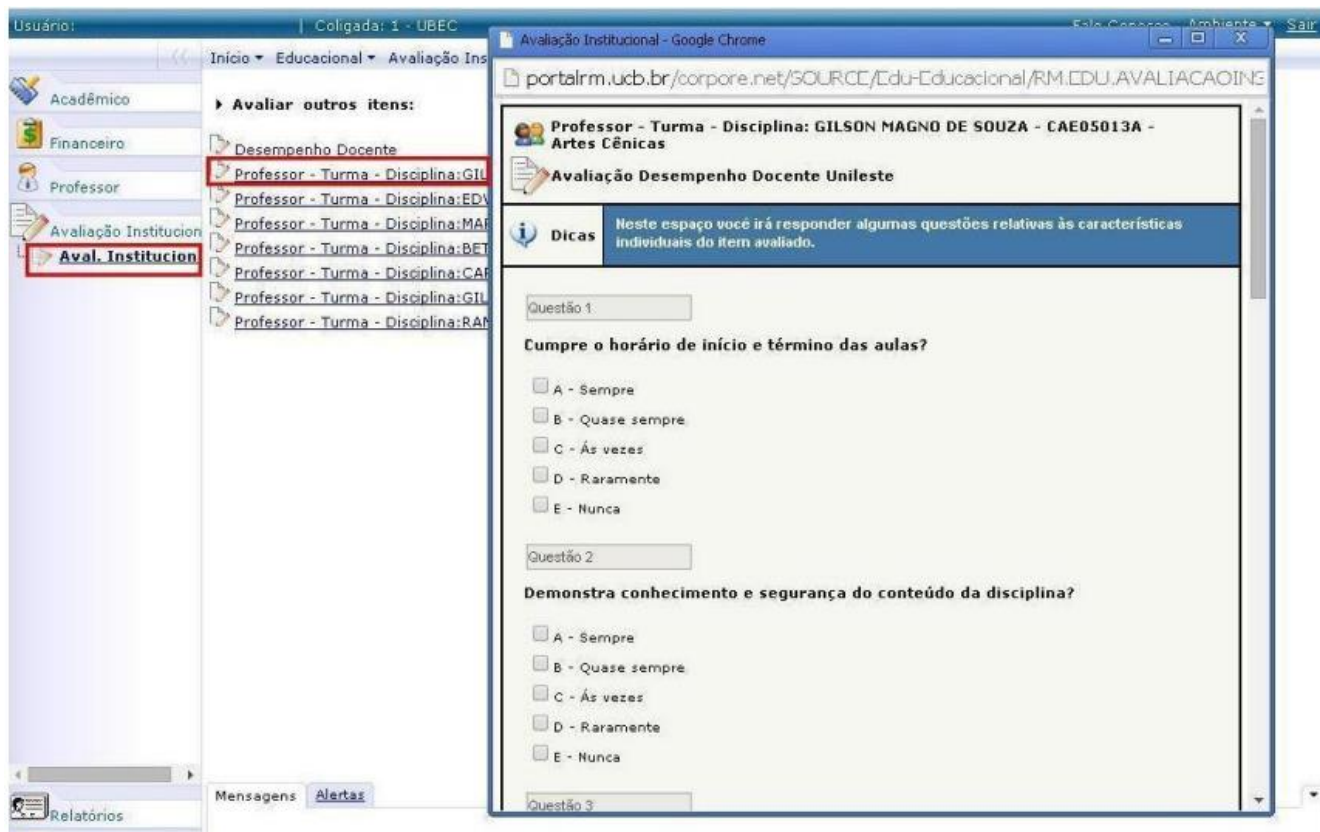 Usuário:
| Coligada: 1 - UBEC
Fale Conosco
Ambiente
Sair
Início Educacional Avaliação Ins
Acadêmico
Financeiro
Professor
Avaliação Institucion
Aval. Institucion
Relatórios
Avaliar outros itens:
Desempenho Docente
Professor - Turma - Disciplina:GIL
Professor - Turma - Disciplina:EDV
Professor - Turma - Disciplina:MAR
Professor - Turma - Disciplina:BET
Professor - Turma - Disciplina:CAR
Professor - Turma - Disciplina:GIL
Professor - Turma - Disciplina:RAN
Mensagens Alertas
Avaliação Institucional - Google Chrome
portalrm.ucb.br/corpore.net/SOURCE/Edu-Educacional/RM.EDU.AVALIACAOINS
Professor - Turma - Disciplina: GILSON MAGNO DE SOUZA - CAE05013A -
Artes Cênicas
Avaliação Desempenho Docente Unileste
Dicas
Neste espaço você irá responder algumas questões relativas às características
individuais do item avaliado.
Questão 1
Cumpre o horário de início e término das aulas?
A - Sempre
B - Quase sempre
C - Ás vezes
D - Raramente
E - Nunca
Questão 2
Demonstra conhecimento e segurança do conteúdo da disciplina?
A - Sempre
B - Quase sempre
C - Ás vezes
D - Raramente
E - Nunca
Questão 3